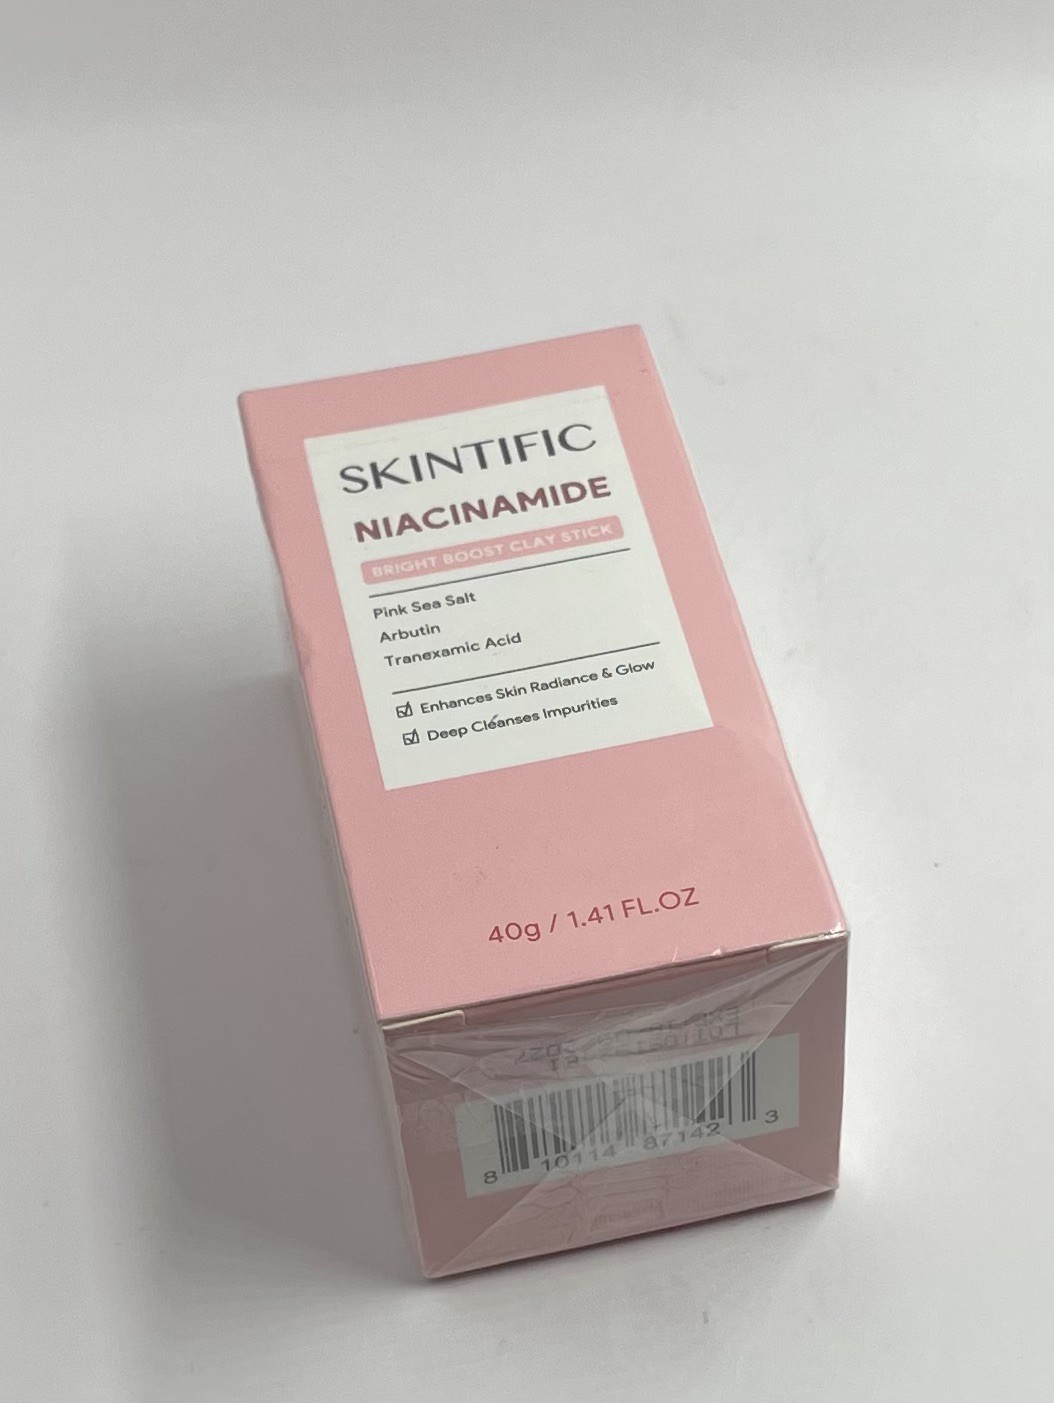 SKINTIFIC
NIACINAMIDE
BRIGHT BOOST CLAY STICK
Pink Sea Salt
Arbutin
Tranexamic Acid
Enhances Skin Radiance & Glow
Deep Cleanses Impurities
40g / 1.41 FL.OZ
8 10114 87142 3